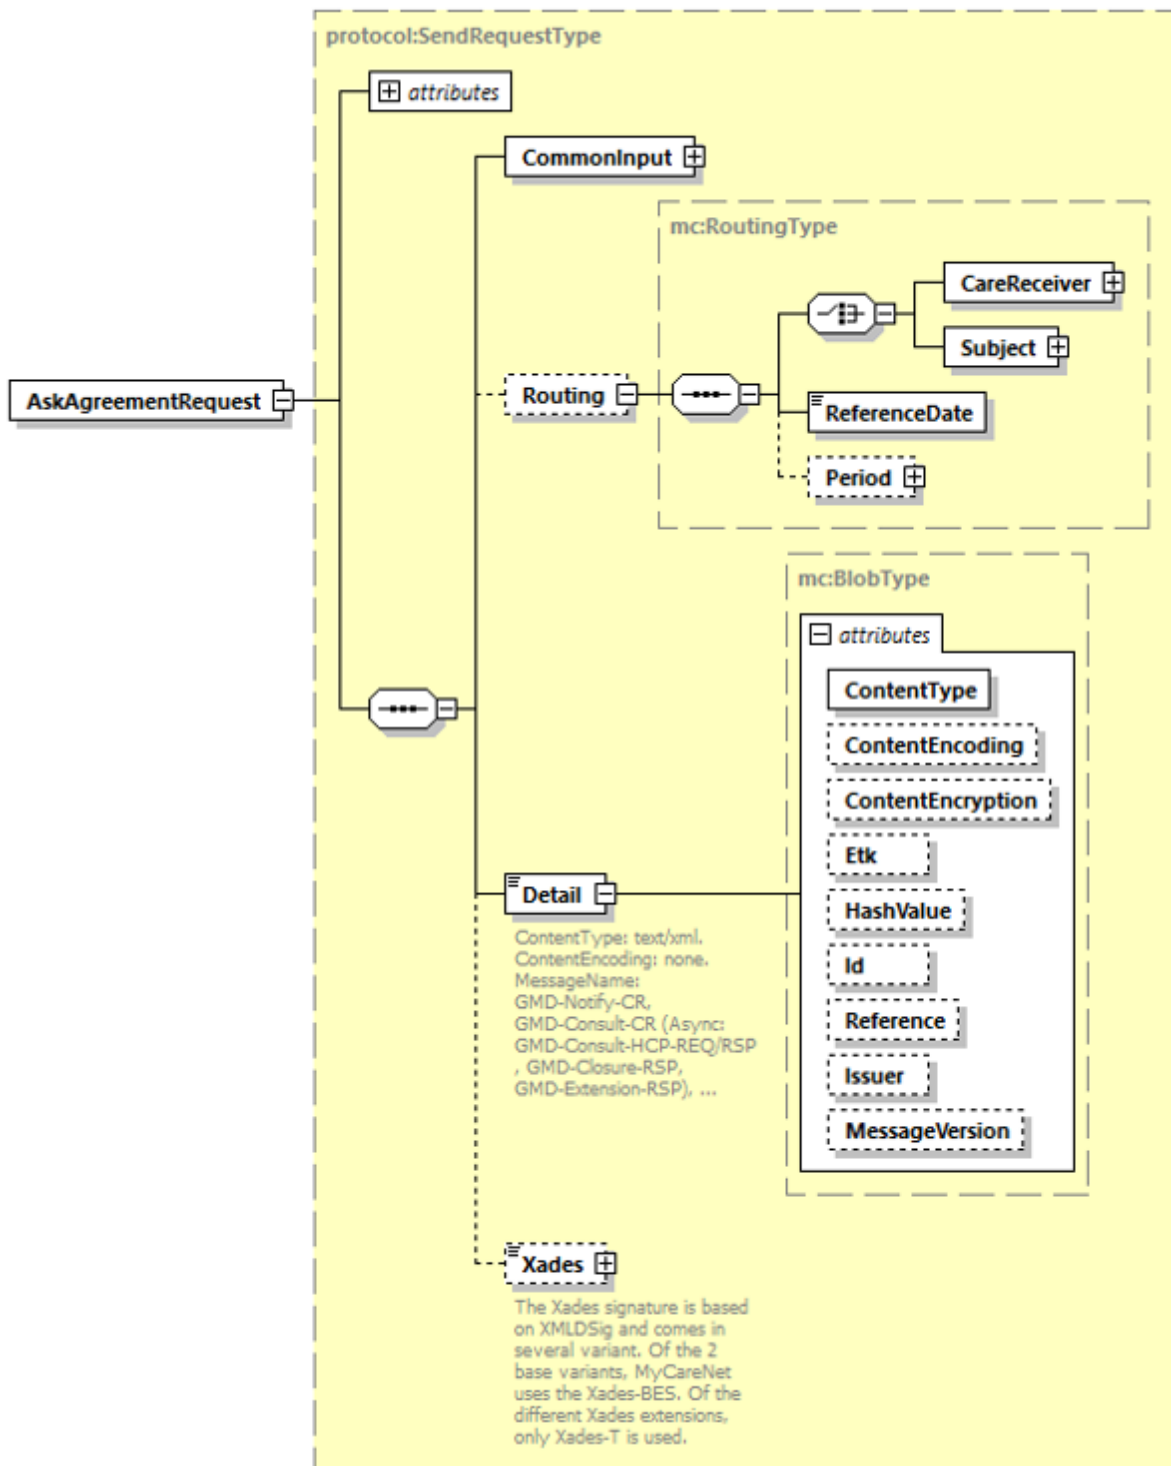 protocol:SendRequestType
attributes
CommonInput
mc:RoutingType
CareReceiver
Subject
AskAgreementRequest
Routing
ReferenceDate
Period
mc:BlobType
attributes
ContentType
ContentEncoding
ContentEncryption
Etk
HashValue
Id
Reference
Issuer
MessageVersion
Detail
ContentType: text/xml.
ContentEncoding: none.
MessageName:
GMD-Notify-CR,
GMD-Consult-CR (Async:
GMD-Consult-HCP-REQ/RSP
, GMD-Closure-RSP,
GMD-Extension-RSP), ...
Xades
The Xades signature is based
on XMLDSig and comes in
several variant. Of the 2
base variants, MyCareNet
uses the Xades-BES. Of the
different Xades extensions,
only Xades-T is used.